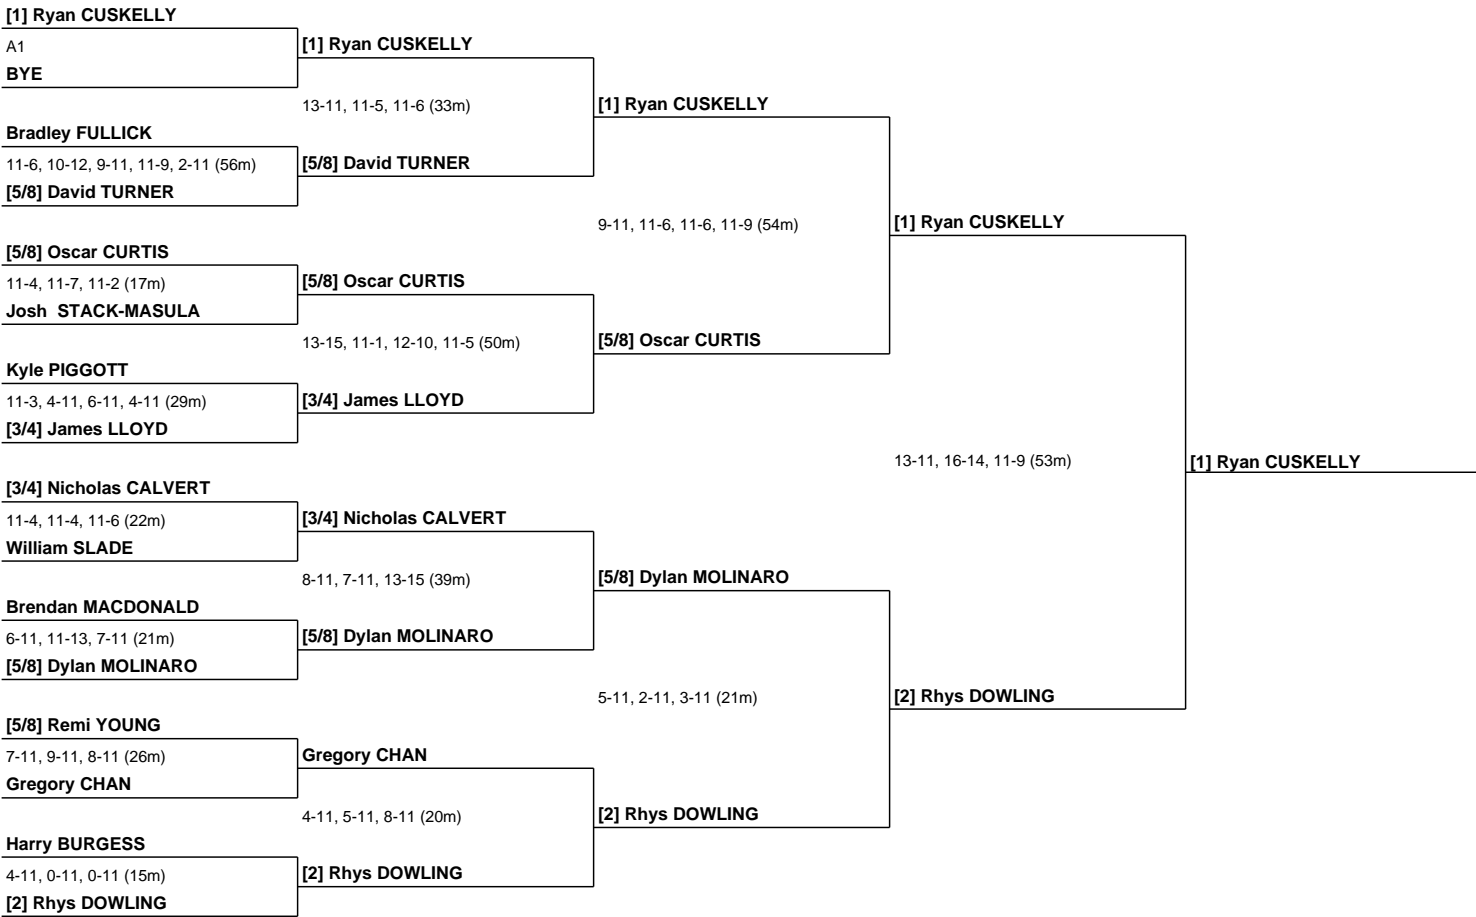 [1] Ryan CUSKELLY
A1
BYE
Bradley FULLICK
11-6, 10-12, 9-11, 11-9, 2-11 (56m)
[5/8] David TURNER
[5/8] Oscar CURTIS
11-4, 11-7, 11-2 (17m)
Josh  STACK-MASULA
Kyle PIGGOTT
11-3, 4-11, 6-11, 4-11 (29m)
[3/4] James LLOYD
[3/4] Nicholas CALVERT
11-4, 11-4, 11-6 (22m)
William SLADE
Brendan MACDONALD
6-11, 11-13, 7-11 (21m)
[5/8] Dylan MOLINARO
[5/8] Remi YOUNG
7-11, 9-11, 8-11 (26m)
Gregory CHAN
Harry BURGESS
4-11, 0-11, 0-11 (15m)
[2] Rhys DOWLING
[1] Ryan CUSKELLY
13-11, 11-5, 11-6 (33m)
[5/8] David TURNER
[5/8] Oscar CURTIS
13-15, 11-1, 12-10, 11-5 (50m)
[3/4] James LLOYD
[3/4] Nicholas CALVERT
8-11, 7-11, 13-15 (39m)
[5/8] Dylan MOLINARO
Gregory CHAN
4-11, 5-11, 8-11 (20m)
[2] Rhys DOWLING
[1] Ryan CUSKELLY
9-11, 11-6, 11-6, 11-9 (54m)
[5/8] Oscar CURTIS
[5/8] Dylan MOLINARO
5-11, 2-11, 3-11 (21m)
[2] Rhys DOWLING
[1] Ryan CUSKELLY
13-11, 16-14, 11-9 (53m)
[2] Rhys DOWLING
[1] Ryan CUSKELLY